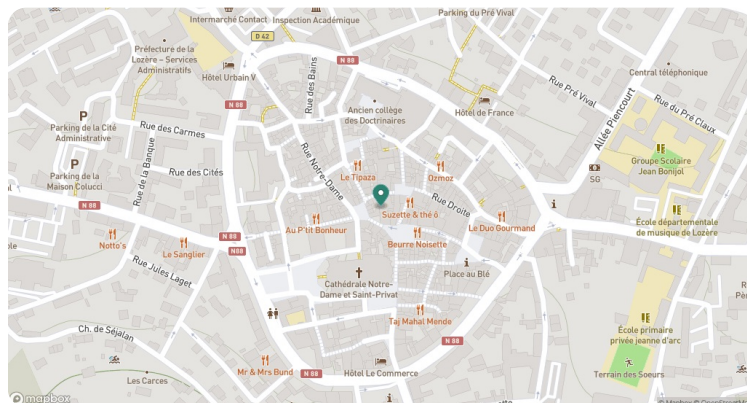 Intermarché Contact
Inspection Académique
Parking du Pré Vival
D 42
Préfecture de la
Lozère – Services
Administratifs
N 88
Hôtel Urbain V
Rue des Bains
Central téléphonique
Rue Pré Vival
Rue du Pré Claux
Allée Piencourt
Ancien collège
des Doctrinaires
Hôtel de France
P
Parking de la Cité
Administrative
Rue des Carmes
N 88
Groupe Scolaire
Jean Bonijol
P
Parking de la
Maison Colucci
Rue de la Banque
Rue des Cités
Rue Notre-Dame
Le Tipaza
Ozmoz
SG
Rue Droite
Suzette & thé ô
Le Duo Gourmand
École départementale
de musique de Lozère
N 88
Au P'tit Bonheur
Beurre Noisette
Notto's
Le Sanglier
N88
Rue Jules Laget
Place au Blé
Cathédrale Notre-
Dame et Saint-Privat
Taj Mahal Mende
École primaire
privée jeanne d'arc
Ch. de Séjalan
N 88
Mr & Mrs Bund
Hôtel Le Commerce
Terrain des Soeurs
Les Carces
N 88
mapbox